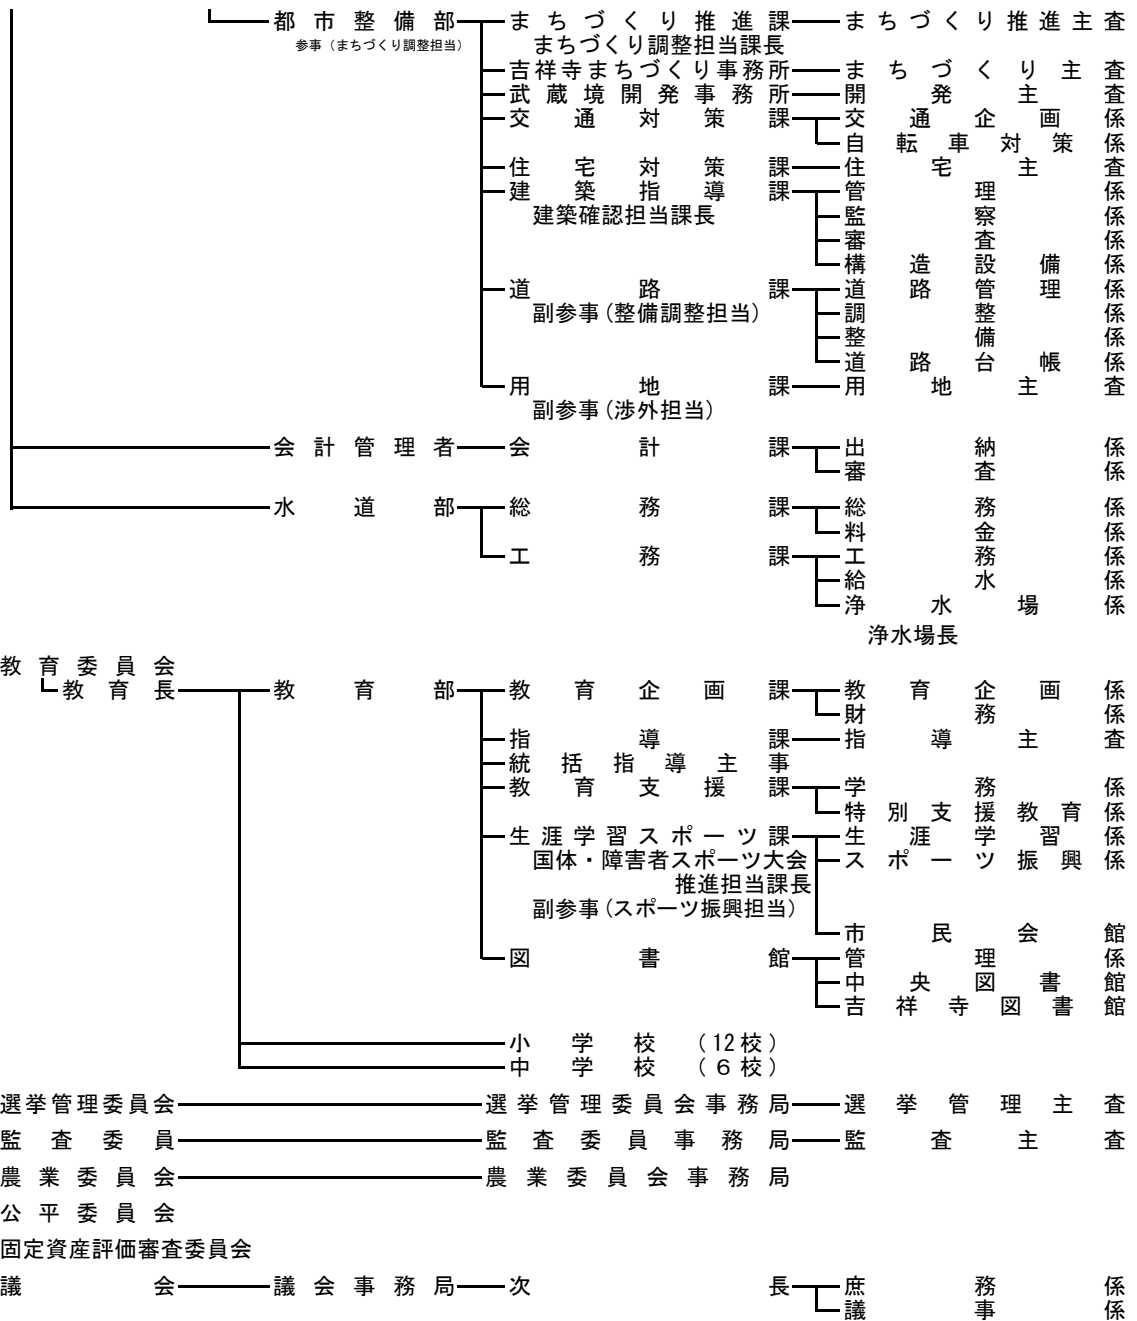 都市整備部 まちづくり推進課 まちづくり推進主査
参事（まちづくり調整担当） まちづくり調整担当課長
吉祥寺まちづくり事務所 まちづくり主査
武蔵境開発事務所 開発主査
交通対策課 交通企画係
自転車対策係
住宅対策課 住宅主査
建築指導課 管理係
建築確認担当課長 監察係
審査係
構造設備係
道路課 道路管理係
副参事(整備調整担当) 調整係
整備係
道路台帳係
用地課 用地主査
副参事(渉外担当)
会計管理者 会計課 出納係
審査係
水道部 総務課 総務係
料金係
工務課 工務係
給水係
浄水場係
浄水場長
教育委員会
教育長 教育部 教育企画課 教育企画係
財務係
指導課 指導主査
統括指導主事
教育支援課 学務係
特別支援教育係
生涯学習スポーツ課 生涯学習係
国体・障害者スポーツ大会 スポーツ振興係
推進担当課長
副参事(スポーツ振興担当)
市民会館
図書館 管理係
中央図書館
吉祥寺図書館
小学校（12校）
中学校（６校）
選挙管理委員会 選挙管理委員会事務局 選挙管理主査
監査委員 監査委員事務局 監査主査
農業委員会 農業委員会事務局
公平委員会
固定資産評価審査委員会
議会 議会事務局 次長 庶務係
議事係